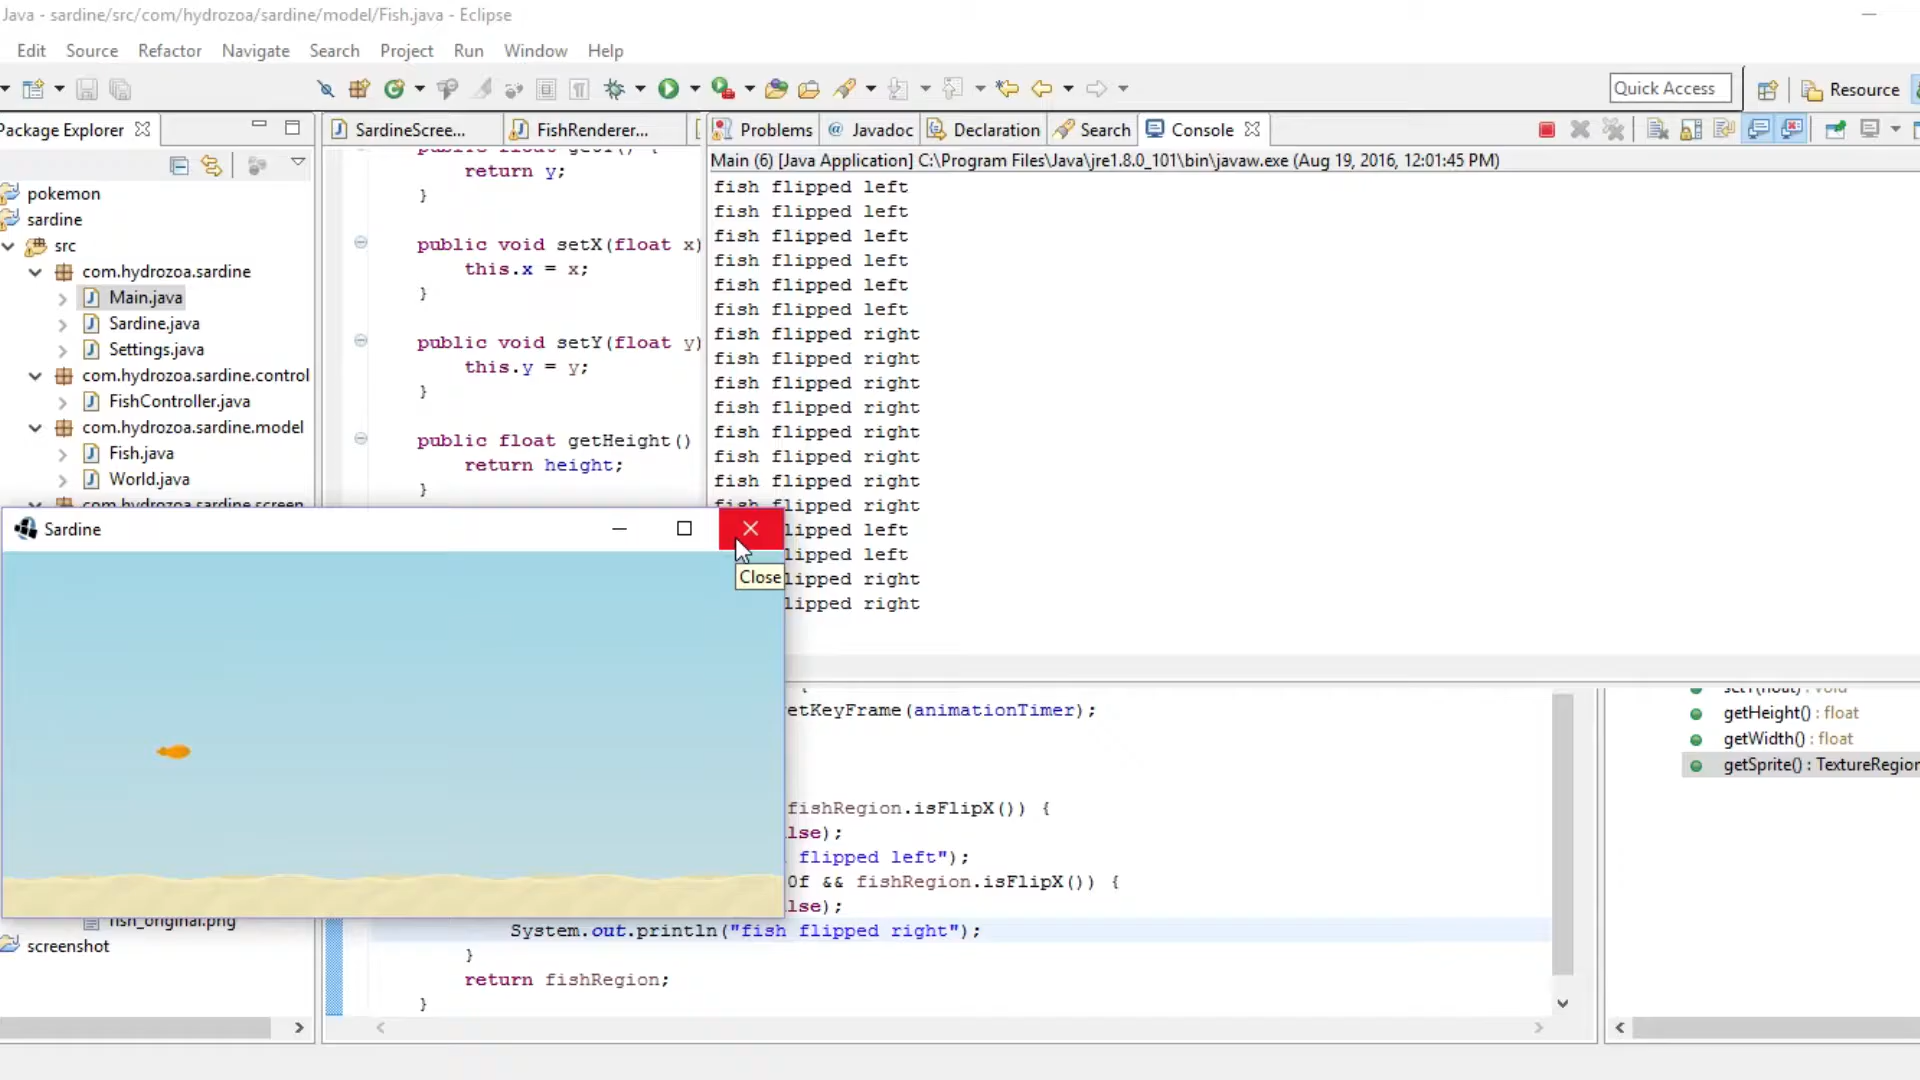 Java - sardine/src/com/hydrozoa/sardine/model/Fish.java - Eclipse
Edit Source Refactor Navigate Search Project Run Window Help
Quick Access
Resource
Package Explorer
pokemon
sardine
src
com.hydrozoa.sardine
Main.java
Sardine.java
Settings.java
com.hydrozoa.sardine.control
FishController.java
com.hydrozoa.sardine.model
Fish.java
World.java
com.hydrozoa.sardine.screen
SardineScree...
FishRenderer...
return y;
}
public void setX(float x)
this.x = x;
}
public void setY(float y)
this.y = y;
}
public float getHeight()
return height;
}
Problems @ Javadoc Declaration Search Console
Main (6) [Java Application] C:\Program Files\Java\jre1.8.0_101\bin\javaw.exe (Aug 19, 2016, 12:01:45 PM)
fish flipped left
fish flipped left
fish flipped left
fish flipped left
fish flipped left
fish flipped left
fish flipped right
fish flipped right
fish flipped right
fish flipped right
fish flipped right
fish flipped right
fish flipped right
fish flipped right
lipped left
lipped left
lipped right
lipped right
Sardine
Close
etKeyFrame(animationTimer);
fishRegion.isFlipX()) {
lse);
flipped left");
0f && fishRegion.isFlipX()) {
lse);
System.out.println("fish flipped right");
}
return fishRegion;
}
fish_original.png
screenshot
setY(float) : void
getHeight() : float
getWidth() : float
getSprite() : TextureRegion